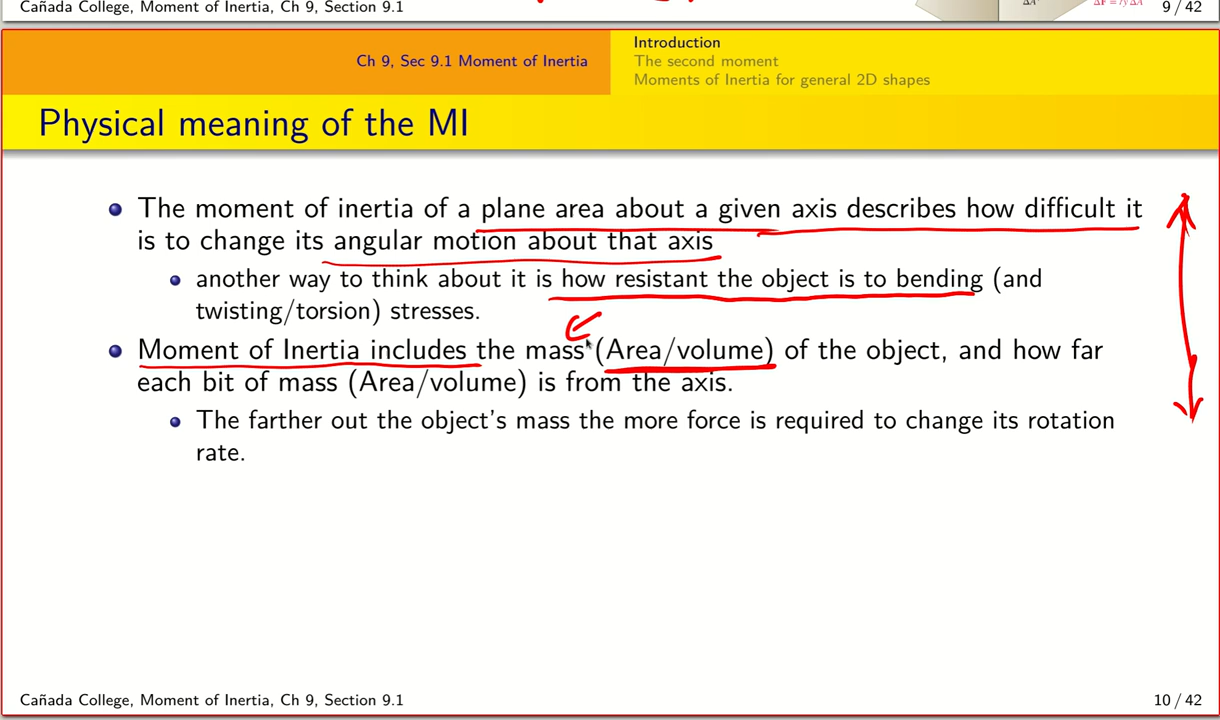 Cañada College, Moment of Inertia, Ch 9, Section 9.1
ΔA
ΔF = γy ΔA
9 / 42
Ch 9, Sec 9.1 Moment of Inertia
Introduction
The second moment
Moments of Inertia for general 2D shapes
Physical meaning of the MI
The moment of inertia of a plane area about a given axis describes how difficult it
is to change its angular motion about that axis
another way to think about it is how resistant the object is to bending (and
twisting/torsion) stresses.
Moment of Inertia includes the mass (Area/volume) of the object, and how far
each bit of mass (Area/volume) is from the axis.
The farther out the object's mass the more force is required to change its rotation
rate.
Cañada College, Moment of Inertia, Ch 9, Section 9.1
10 / 42